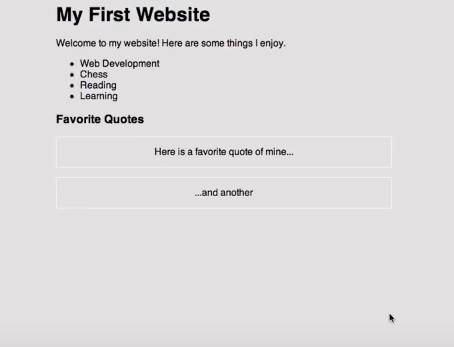 My First Website
Welcome to my website! Here are some things I enjoy.
Web Development
Chess
Reading
Learning
Favorite Quotes
Here is a favorite quote of mine...
...and another